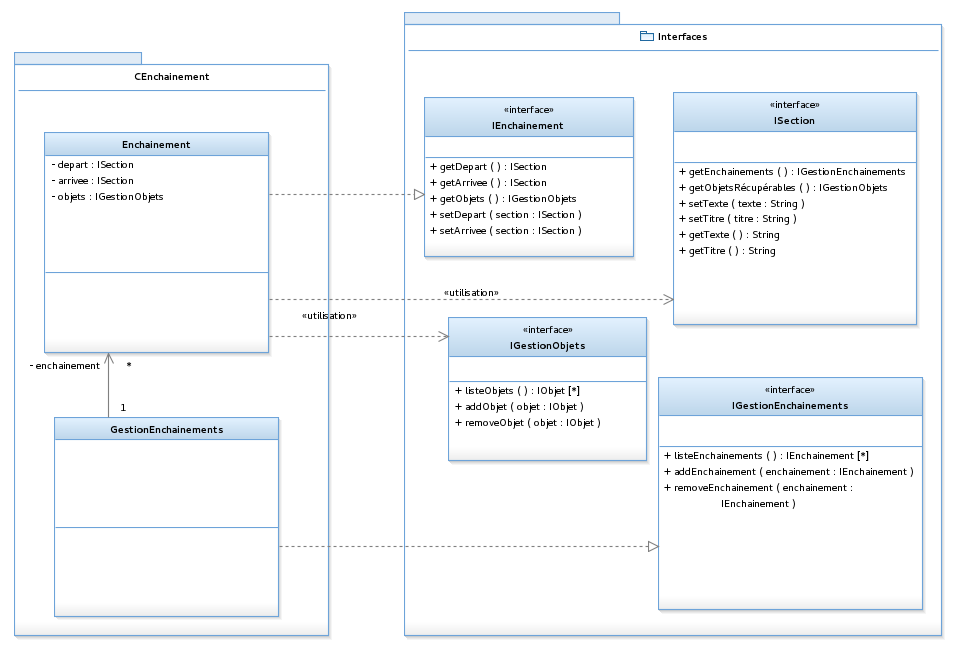 CEnchainement
Enchainement
- depart : ISection
- arrivee : ISection
- objets : IGestionObjets
- enchainement
*
1
GestionEnchainements
«utilisation»
«utilisation»
Interfaces
«interface»
IEnchainement
+ getDepart ( ) : ISection
+ getArrivee ( ) : ISection
+ getObjets ( ) : IGestionObjets
+ setDepart ( section : ISection )
+ setArrivee ( section : ISection )
«interface»
ISection
+ getEnchainements ( ) : IGestionEnchainements
+ getObjetsRécupérables ( ) : IGestionObjets
+ setTexte ( texte : String )
+ setTitre ( titre : String )
+ getTexte ( ) : String
+ getTitre ( ) : String
«interface»
IGestionObjets
+ listeObjets ( ) : IObjet [*]
+ addObjet ( objet : IObjet )
+ removeObjet ( objet : IObjet )
«interface»
IGestionEnchainements
+ listeEnchainements ( ) : IEnchainement [*]
+ addEnchainement ( enchainement : IEnchainement )
+ removeEnchainement ( enchainement :
IEnchainement )